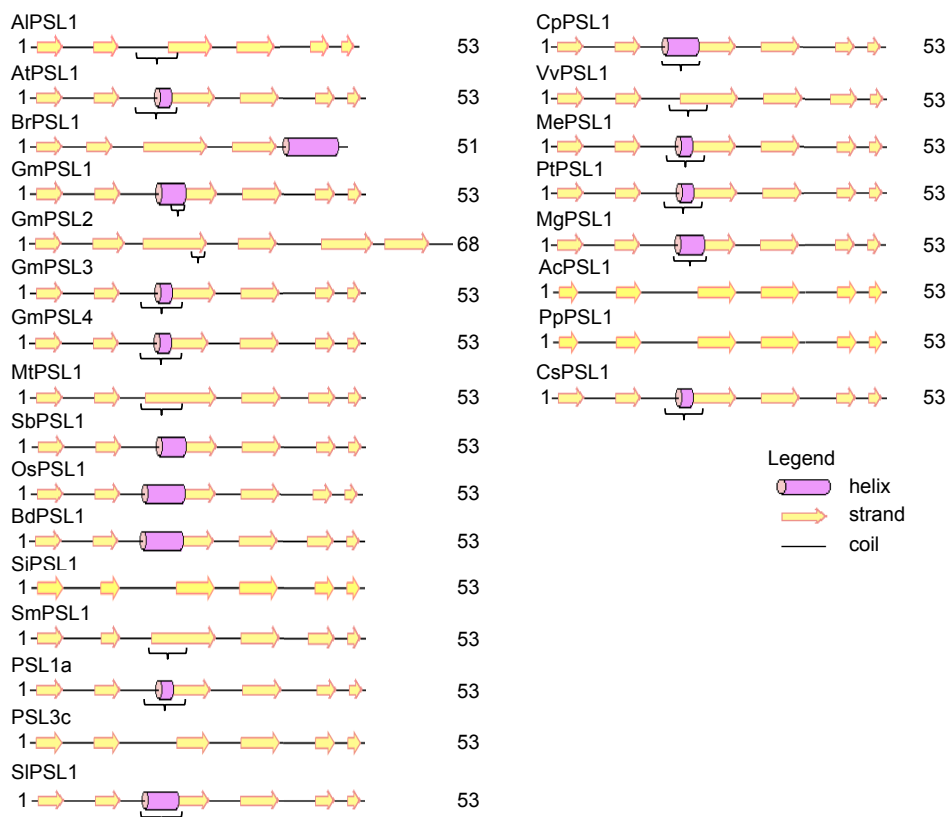 AlPSL1
1 53
AtPSL1
1 53
BrPSL1
1 51
GmPSL1
1 53
GmPSL2
1 68
GmPSL3
1 53
GmPSL4
1 53
MtPSL1
1 53
SbPSL1
1 53
OsPSL1
1 53
BdPSL1
1 53
SiPSL1
1 53
SmPSL1
1 53
PSL1a
1 53
PSL3c
1 53
SlPSL1
1 53
CpPSL1
1 53
VvPSL1
1 53
MePSL1
1 53
PtPSL1
1 53
MgPSL1
1 53
AcPSL1
1 53
PpPSL1
1 53
CsPSL1
1 53
Legend
helix
strand
coil